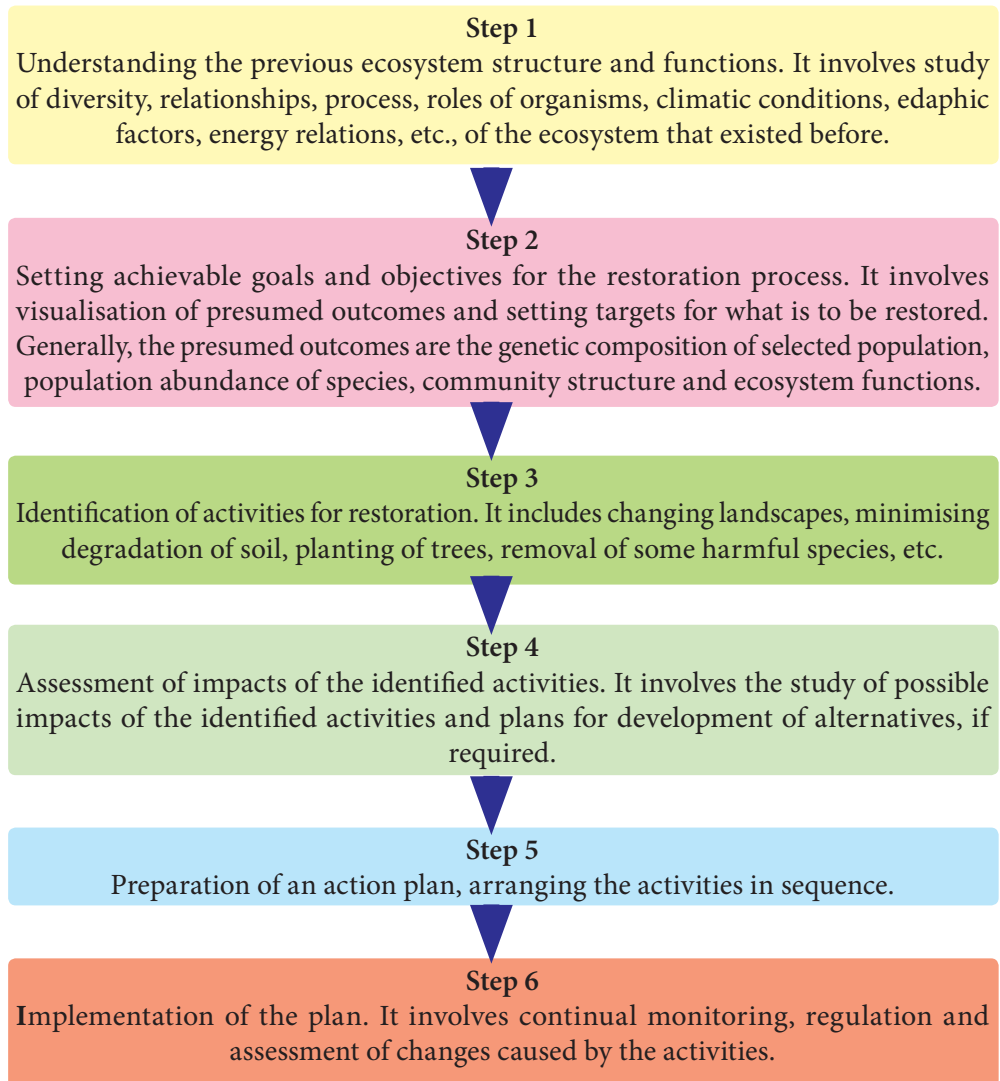 Step 1
Understanding the previous ecosystem structure and functions. It involves study
of diversity, relationships, process, roles of organisms, climatic conditions, edaphic
factors, energy relations, etc., of the ecosystem that existed before.
Step 2
Setting achievable goals and objectives for the restoration process. It involves
visualisation of presumed outcomes and setting targets for what is to be restored.
Generally, the presumed outcomes are the genetic composition of selected population,
population abundance of species, community structure and ecosystem functions.
Step 3
Identification of activities for restoration. It includes changing landscapes, minimising
degradation of soil, planting of trees, removal of some harmful species, etc.
Step 4
Assessment of impacts of the identified activities. It involves the study of possible
impacts of the identified activities and plans for development of alternatives, if
required.
Step 5
Preparation of an action plan, arranging the activities in sequence.
Step 6
Implementation of the plan. It involves continual monitoring, regulation and
assessment of changes caused by the activities.